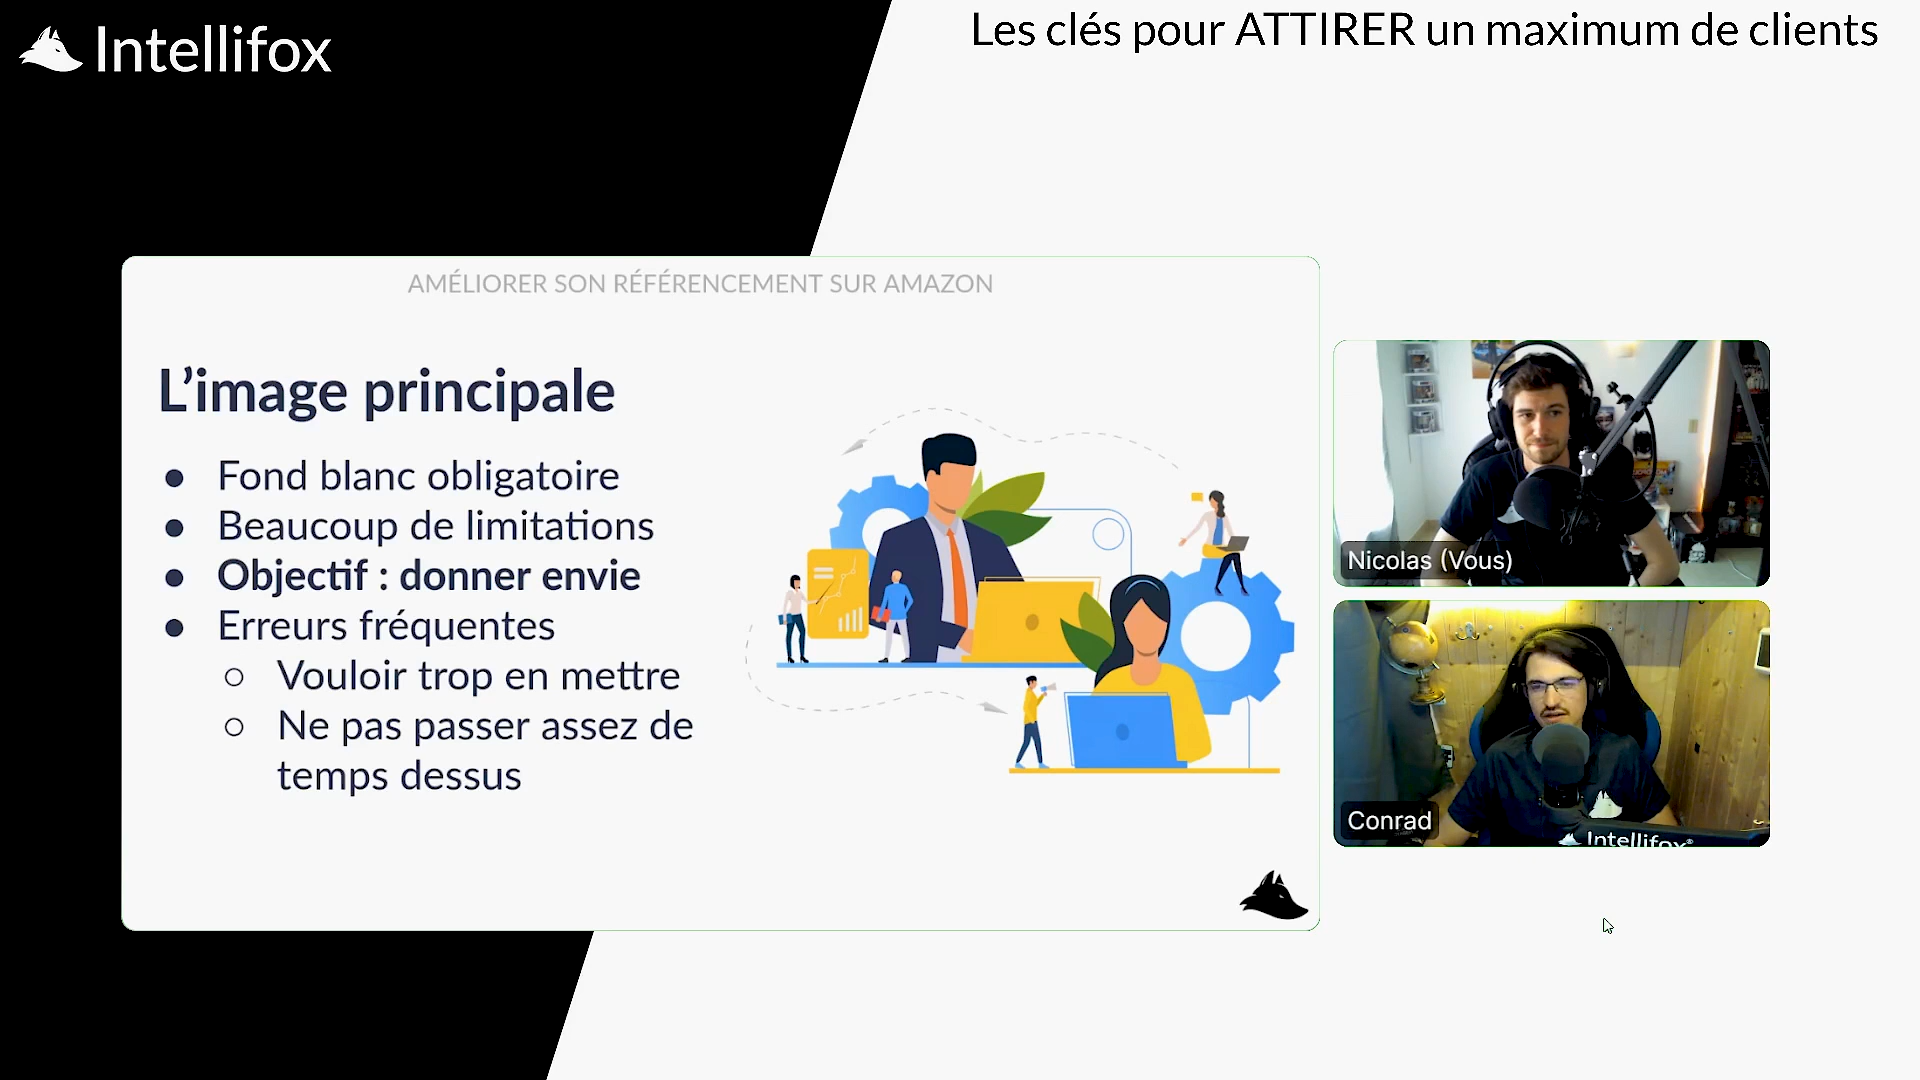 Intellifox
Les clés pour ATTIRER un maximum de clients
AMÉLIORER SON RÉFÉRENCEMENT SUR AMAZON
L’image principale
● Fond blanc obligatoire
● Beaucoup de limitations
● Objectif : donner envie
● Erreurs fréquentes
○ Vouloir trop en mettre
○ Ne pas passer assez de
temps dessus
Nicolas (Vous)
Conrad
Intellifox®